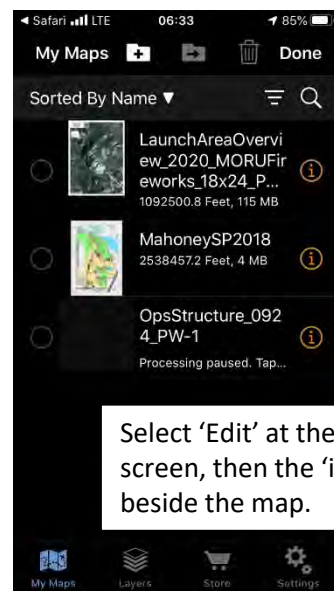 Safari LTE 06:33 85%
My Maps Done
Sorted By Name ▼
LaunchAreaOvervi
ew_2020_MORUFir
eworks_18x24_P...
1092500.8 Feet, 115 MB
MahoneySP2018
2538457.2 Feet, 4 MB
OpsStructure_092
4_PW-1
Processing paused. Tap...
Select ‘Edit’ at the
screen, then the ‘i
beside the map.
My Maps Layers Store Settings